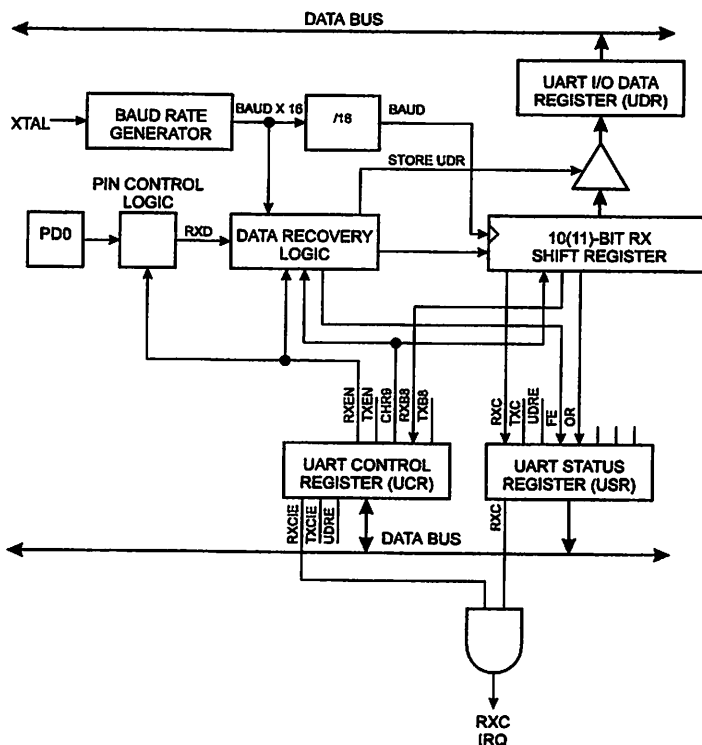 DATA BUS
UART I/O DATA
REGISTER (UDR)
XTAL
BAUD RATE
GENERATOR
BAUD X 16
/16
BAUD
STORE UDR
PIN CONTROL
LOGIC
PD0
RXD
DATA RECOVERY
LOGIC
10(11)-BIT RX
SHIFT REGISTER
RXEN
TXEN
CHR9
RXB8
TXB8
RXC
TXC
UDRE
FE
OR
UART CONTROL
REGISTER (UCR)
UART STATUS
REGISTER (USR)
RXCIE
TXCIE
UDRE
RXC
DATA BUS
RXC
IRQ